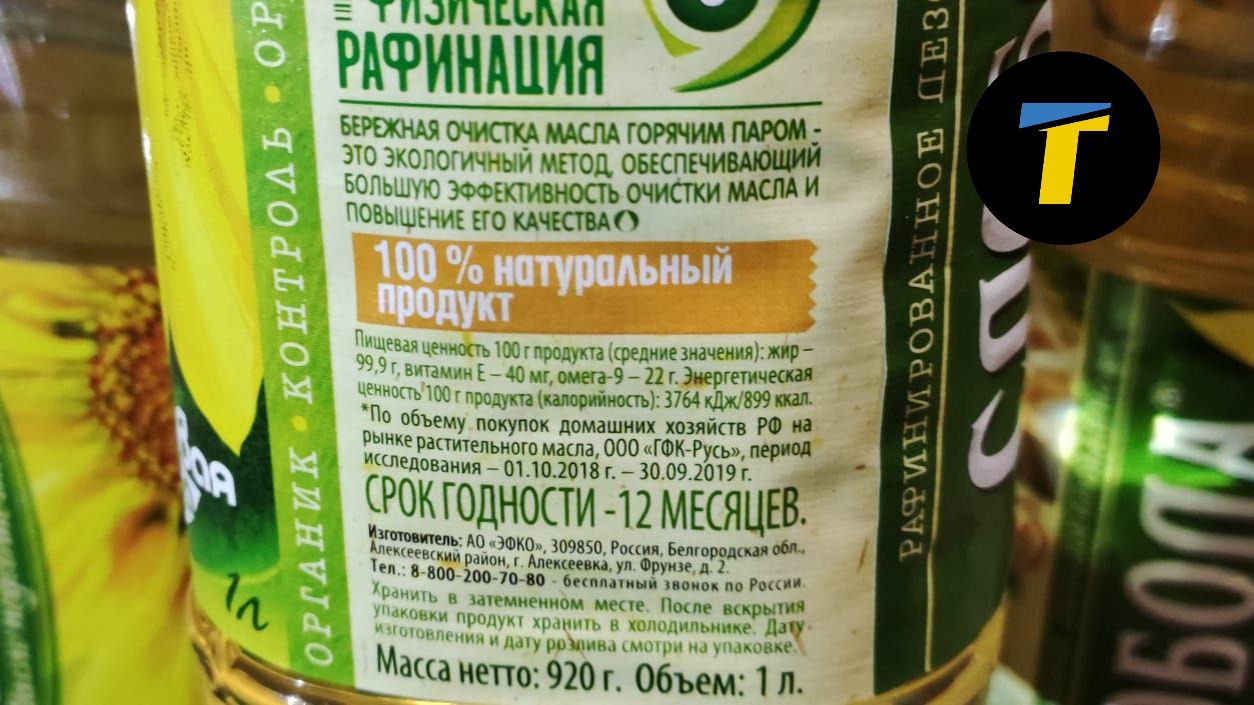 ФИЗИЧЕСКАЯ
РАФИНАЦИЯ
БЕРЕЖНАЯ ОЧИСТКА МАСЛА ГОРЯЧИМ ПАРОМ -
ЭТО ЭКОЛОГИЧНЫЙ МЕТОД, ОБЕСПЕЧИВАЮЩИЙ
БОЛЬШУЮ ЭФФЕКТИВНОСТЬ ОЧИСТКИ МАСЛА И
ПОВЫШЕНИЕ ЕГО КАЧЕСТВА
100 % натуральный
продукт
Пищевая ценность 100 г продукта (средние значения): жир –
99,9 г, витамин Е – 40 мг, омега-9 – 22 г. Энергетическая
ценность 100 г продукта (калорийность): 3764 кДж/899 ккал.
*По объему покупок домашних хозяйств РФ на
рынке растительного масла, ООО «ГФК-Русь», период
исследования – 01.10.2018 г. – 30.09.2019 г.
СРОК ГОДНОСТИ - 12 МЕСЯЦЕВ.
Изготовитель: АО «ЭФКО», 309850, Россия, Белгородская обл.,
Алексеевский район, г. Алексеевка, ул. Фрунзе, д. 2.
Тел.: 8-800-200-70-80 - бесплатный звонок по России.
Хранить в затемненном месте. После вскрытия
упаковки продукт хранить в холодильнике. Дату
изготовления и дату розлива смотри на упаковке.
Масса нетто: 920 г. Объем: 1 л.
ОРГАНИК • КОНТРОЛЬ • ОР
1 л
РАФИНИРОВАННОЕ ДЕЗО
Сло
ОБОДА
Т